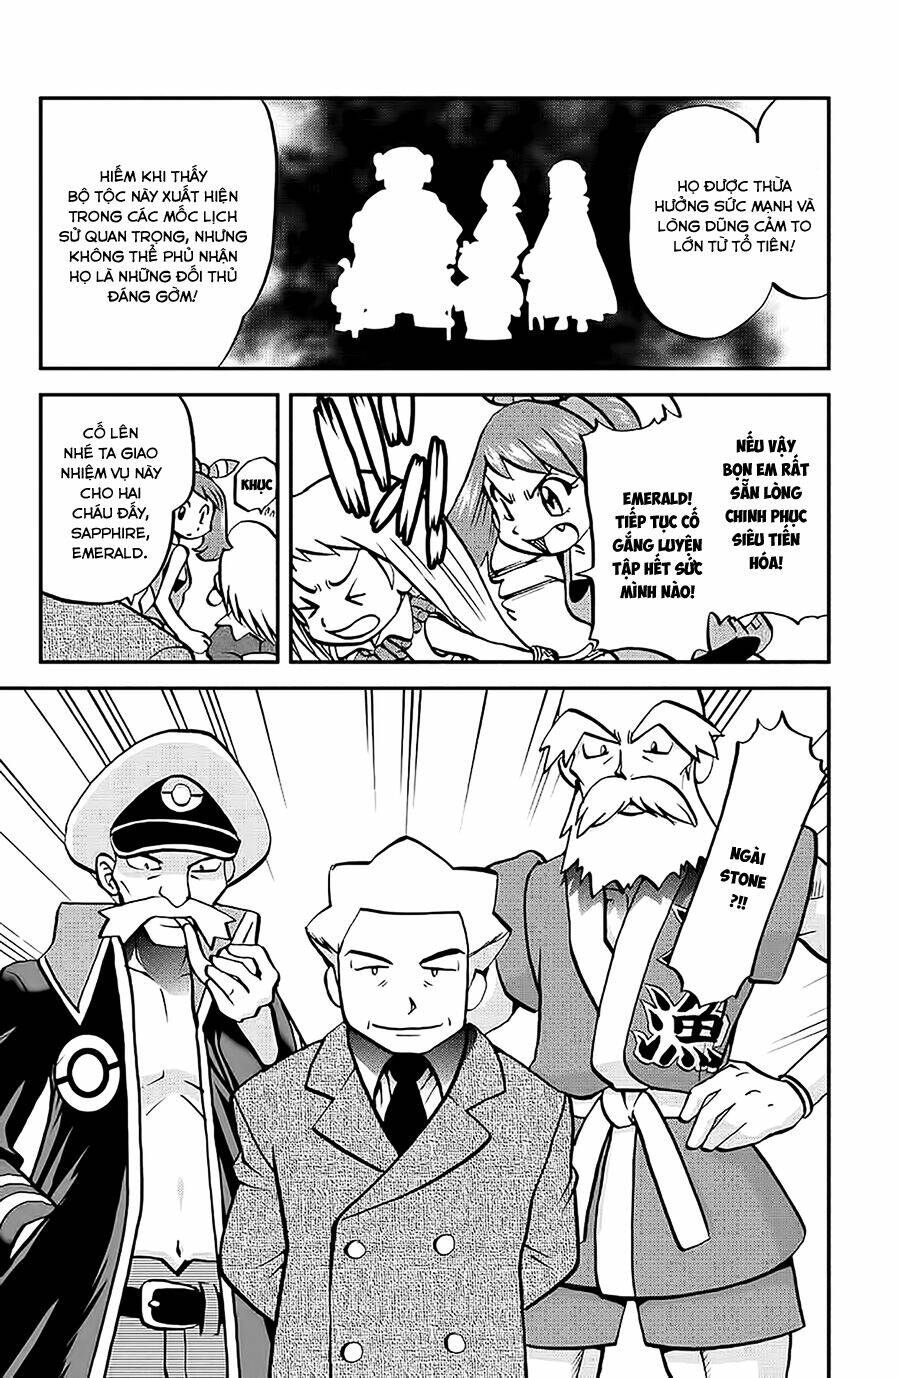 HỌ ĐƯỢC THỪA
HƯỞNG SỨC MẠNH VÀ
LÒNG DŨNG CẢM TO
LỚN TỪ TỔ TIÊN!
HIẾM KHI THẤY
BỘ TỘC NÀY XUẤT HIỆN
TRONG CÁC MỐC LỊCH
SỬ QUAN TRỌNG, NHƯNG
KHÔNG THỂ PHỦ NHẬN
HỌ LÀ NHỮNG ĐỐI THỦ
ĐÁNG GỜM!
NẾU VẬY
BỌN EM RẤT
SẴN LÒNG
CHINH PHỤC
SIÊU TIẾN
HÓA!
EMERALD!
TIẾP TỤC CỐ
GẮNG LUYỆN
TẬP HẾT SỨC
MÌNH NÀO!
KHỤC
CỐ LÊN
NHÉ TA GIAO
NHIỆM VỤ NÀY
CHO HAI
CHÁU ĐẤY,
SAPPHIRE,
EMERALD.
NGÀI
STONE
?!!